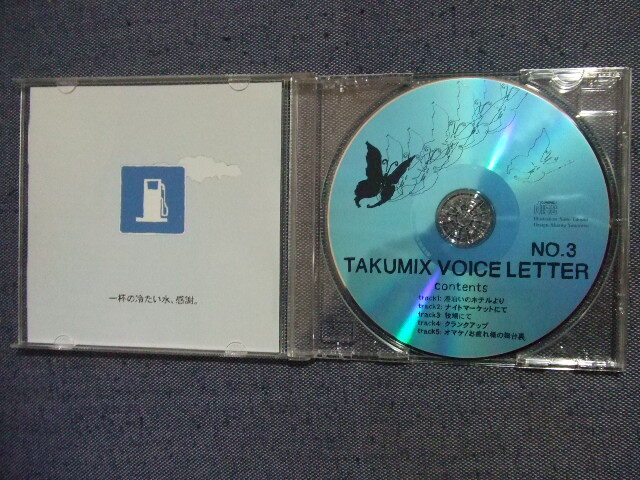 一杯の冷たい水、感謝。
NO.3
TAKUMIX VOICE LETTER
contents
track1: 港泊いのホテルより
track2: ナイトマーケットにて
track3: 牧場にて
track4: クランクアップ
track5: オマケ/お疲れ様の舞台裏